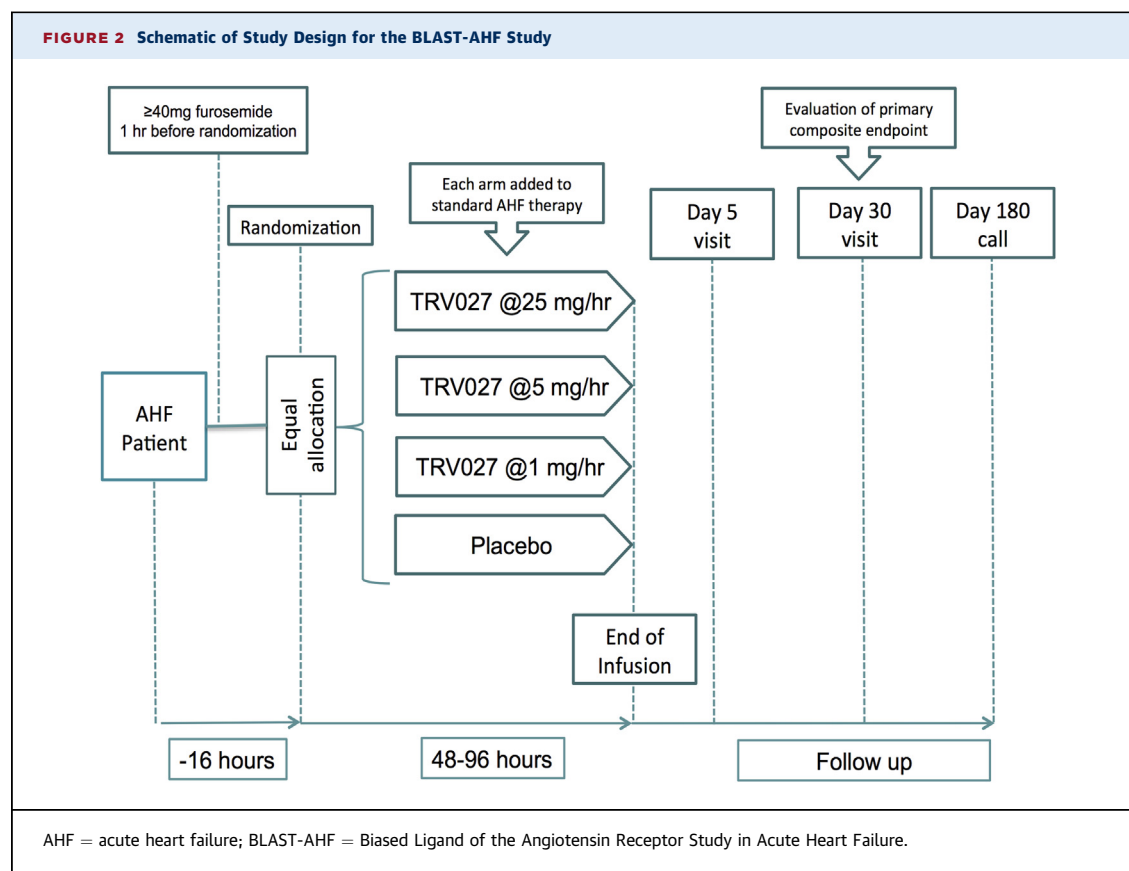 FIGURE 2 Schematic of Study Design for the BLAST-AHF Study
≥40mg furosemide
1 hr before randomization
Evaluation of primary
composite endpoint
Each arm added to
standard AHF therapy
Randomization
Day 5
visit
Day 30
visit
Day 180
call
TRV027 @25 mg/hr
TRV027 @5 mg/hr
AHF
Patient
Equal
allocation
TRV027 @1 mg/hr
Placebo
End of
Infusion
-16 hours
48-96 hours
Follow up
AHF = acute heart failure; BLAST-AHF = Biased Ligand of the Angiotensin Receptor Study in Acute Heart Failure.